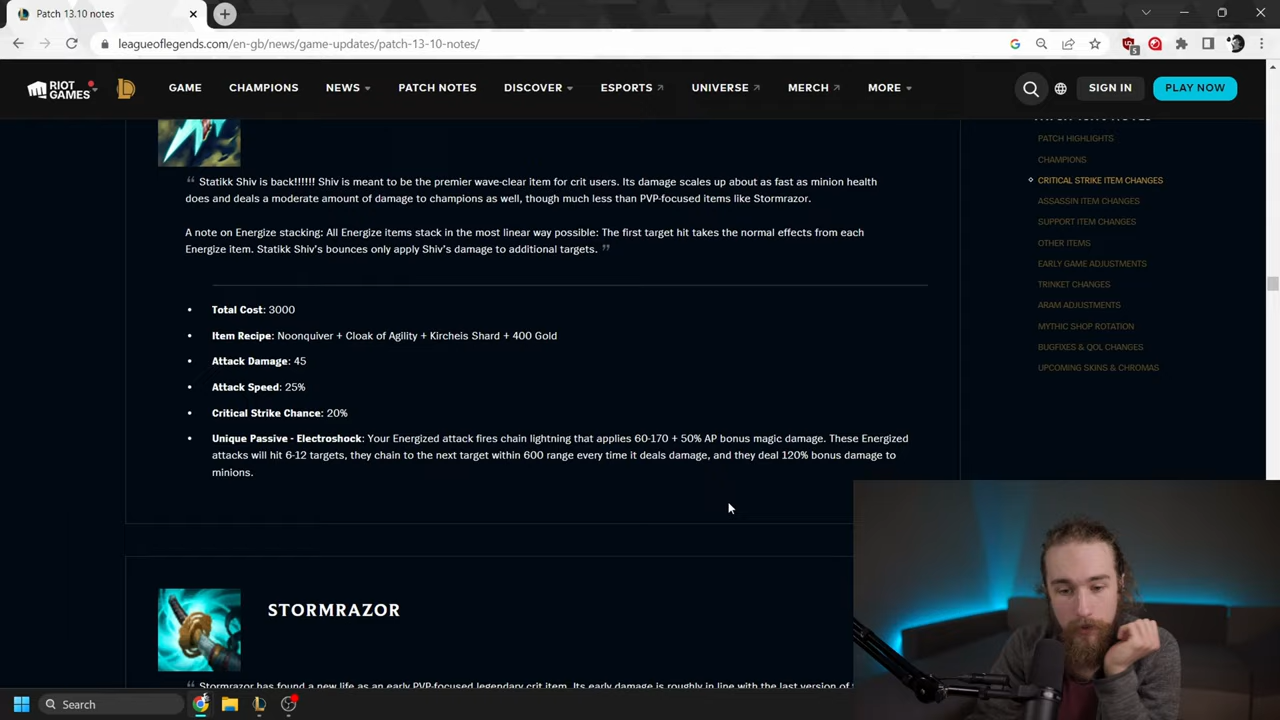 Patch 13.10 notes
leagueoflegends.com/en-gb/news/game-updates/patch-13-10-notes/
5
RIOT GAMES
GAME
CHAMPIONS
NEWS
PATCH NOTES
DISCOVER
ESPORTS
UNIVERSE
MERCH
MORE
SIGN IN
PLAY NOW
“ Statikk Shiv is back!!!!!! Shiv is meant to be the premier wave-clear item for crit users. Its damage scales up about as fast as minion health
does and deals a moderate amount of damage to champions as well, though much less than PVP-focused items like Stormrazor.
A note on Energize stacking: All Energize items stack in the most linear way possible: The first target hit takes the normal effects from each
Energize item. Statikk Shiv's bounces only apply Shiv's damage to additional targets. ”
• Total Cost: 3000
• Item Recipe: Noonquiver + Cloak of Agility + Kircheis Shard + 400 Gold
• Attack Damage: 45
• Attack Speed: 25%
• Critical Strike Chance: 20%
• Unique Passive - Electroshock: Your Energized attack fires chain lightning that applies 60-170 + 50% AP bonus magic damage. These Energized
attacks will hit 6-12 targets, they chain to the next target within 600 range every time it deals damage, and they deal 120% bonus damage to
minions.
STORMRAZOR
“ Stormrazor has found a new life as an early PVP-focused legendary crit item. Its early damage is roughly in line with the last version of
PATCH HIGHLIGHTS
CHAMPIONS
CRITICAL STRIKE ITEM CHANGES
ASSASSIN ITEM CHANGES
SUPPORT ITEM CHANGES
OTHER ITEMS
EARLY GAME ADJUSTMENTS
TRINKET CHANGES
ARAM ADJUSTMENTS
MYTHIC SHOP ROTATION
BUGFIXES & QOL CHANGES
UPCOMING SKINS & CHROMAS
Search